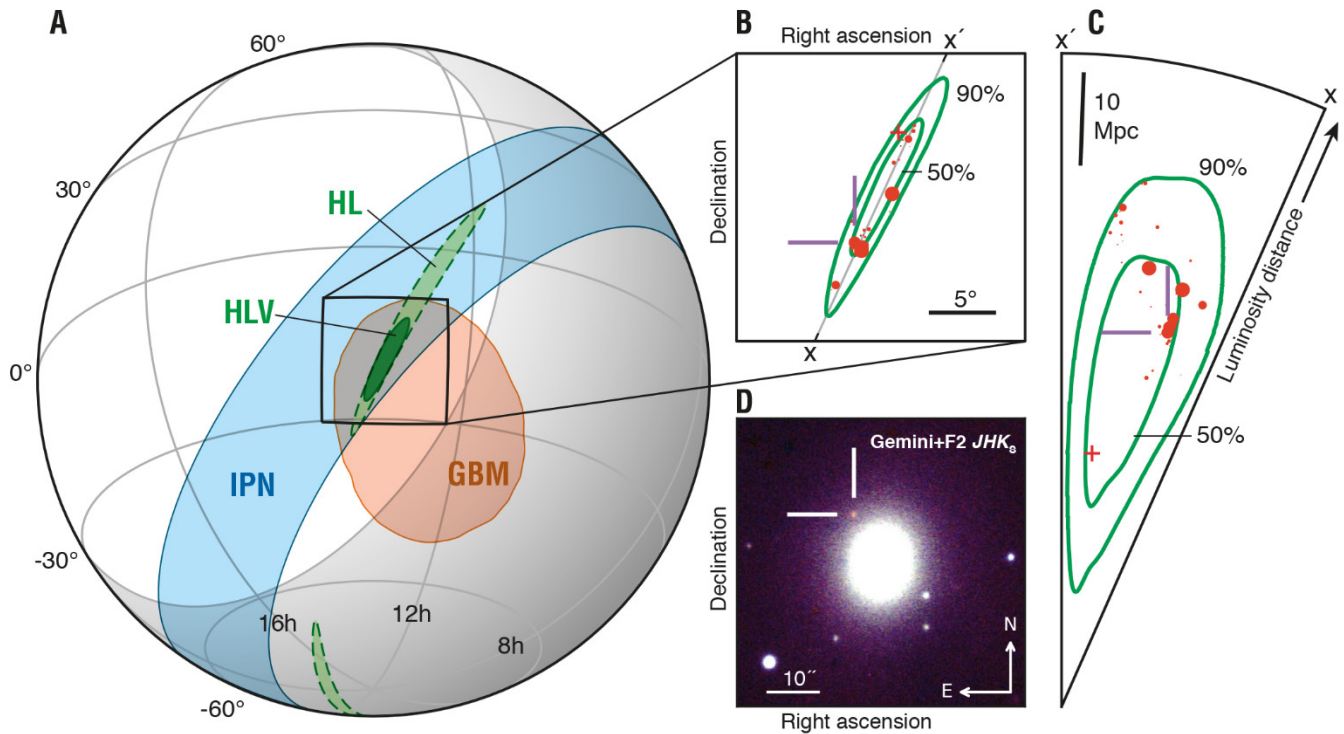 A
60°
30°
0°
-30°
-60°
HL
HLV
IPN
GBM
16h
12h
8h
B
Right ascension
x´
90%
50%
Declination
5°
x
C
x´
x
10
Mpc
90%
50%
Luminosity distance
D
Gemini+F2 JHKs
Declination
10˝
N
E
Right ascension